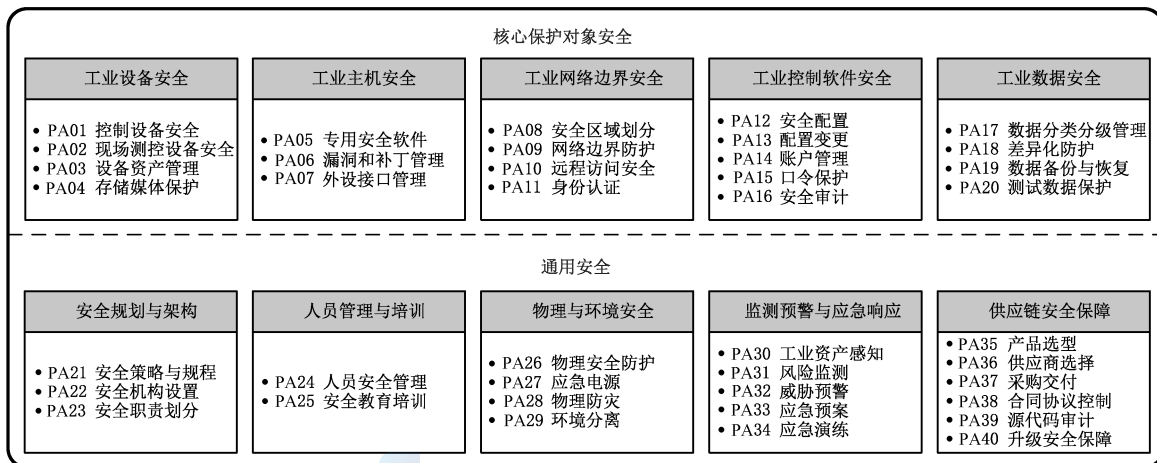 核心保护对象安全
工业设备安全
• PA01 控制设备安全
• PA02 现场测控设备安全
• PA03 设备资产管理
• PA04 存储媒体保护
工业主机安全
• PA05 专用安全软件
• PA06 漏洞和补丁管理
• PA07 外设接口管理
工业网络边界安全
• PA08 安全区域划分
• PA09 网络边界防护
• PA10 远程访问安全
• PA11 身份认证
工业控制软件安全
• PA12 安全配置
• PA13 配置变更
• PA14 账户管理
• PA15 口令保护
• PA16 安全审计
工业数据安全
• PA17 数据分类分级管理
• PA18 差异化防护
• PA19 数据备份与恢复
• PA20 测试数据保护
通用安全
安全规划与架构
• PA21 安全策略与规程
• PA22 安全机构设置
• PA23 安全职责划分
人员管理与培训
• PA24 人员安全管理
• PA25 安全教育培训
物理与环境安全
• PA26 物理安全防护
• PA27 应急电源
• PA28 物理防灾
• PA29 环境分离
监测预警与应急响应
• PA30 工业资产感知
• PA31 风险监测
• PA32 威胁预警
• PA33 应急预案
• PA34 应急演练
供应链安全保障
• PA35 产品选型
• PA36 供应商选择
• PA37 采购交付
• PA38 合同协议控制
• PA39 源代码审计
• PA40 升级安全保障